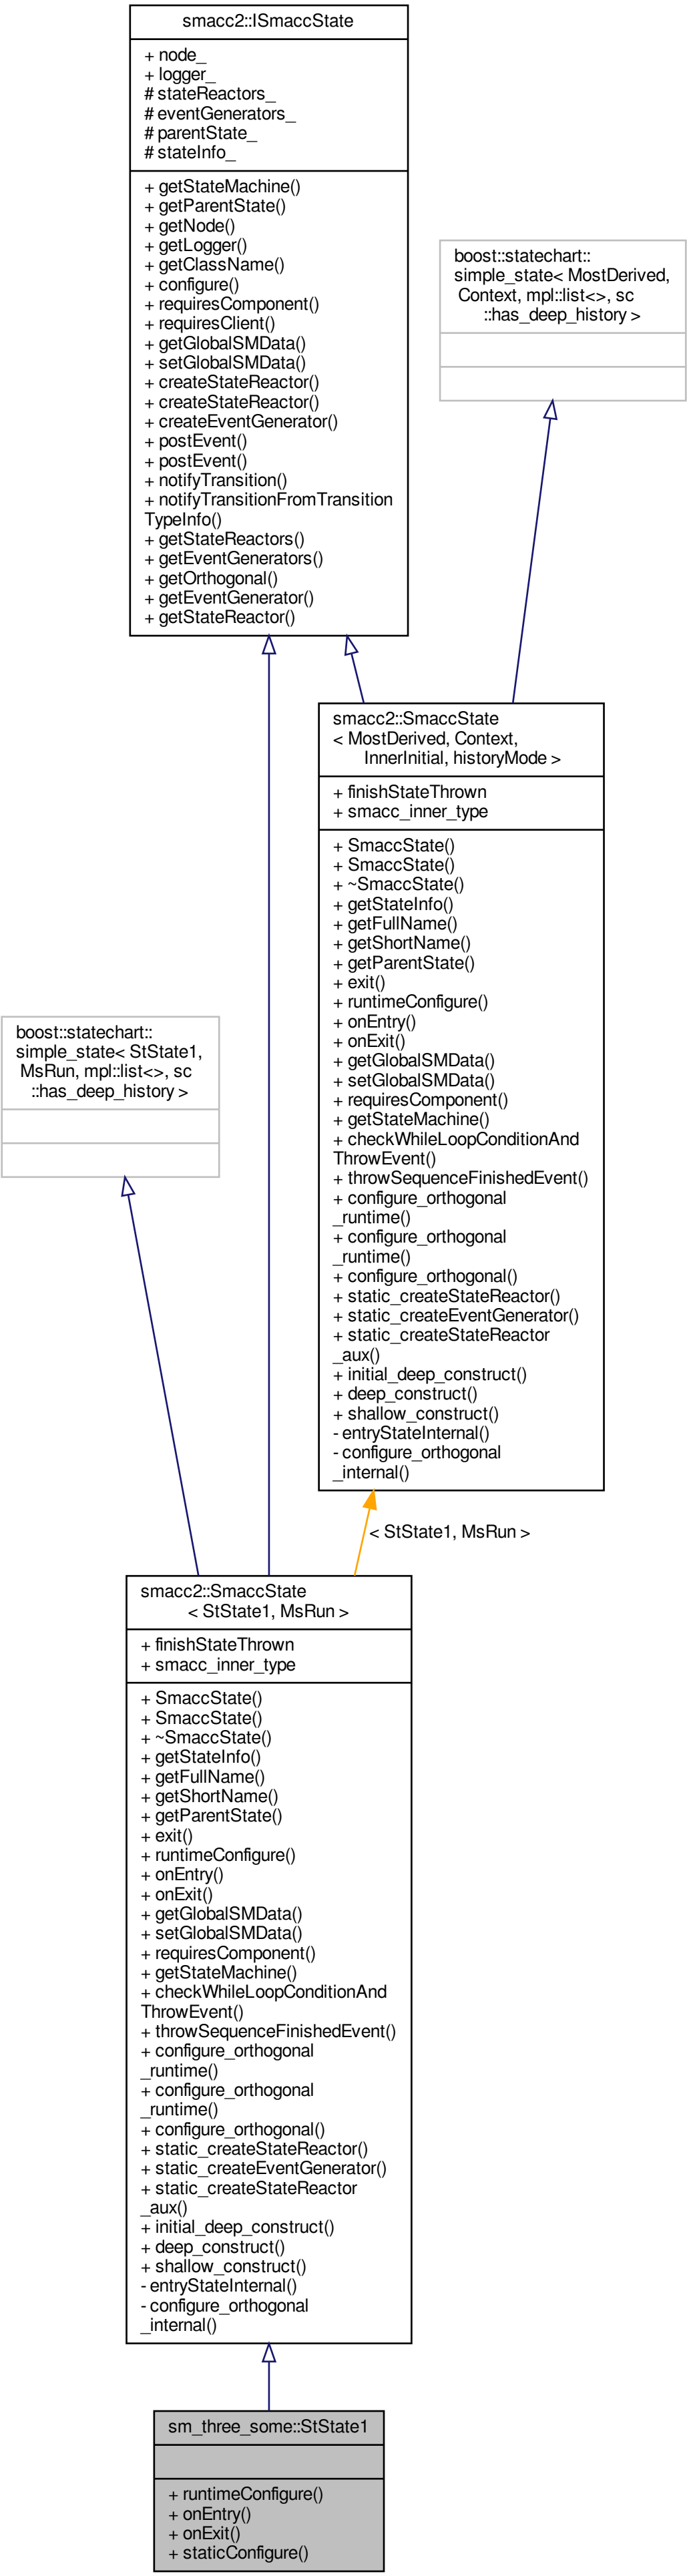 smacc2::ISmaccState
+ node_
+ logger_
# stateReactors_
# eventGenerators_
# parentState_
# stateInfo_
+ getStateMachine()
+ getParentState()
+ getNode()
+ getLogger()
+ getClassName()
+ configure()
+ requiresComponent()
+ requiresClient()
+ getGlobalSMData()
+ setGlobalSMData()
+ createStateReactor()
+ createStateReactor()
+ createEventGenerator()
+ postEvent()
+ postEvent()
+ notifyTransition()
+ notifyTransitionFromTransition
TypeInfo()
+ getStateReactors()
+ getEventGenerators()
+ getOrthogonal()
+ getEventGenerator()
+ getStateReactor()
boost::statechart::
simple_state< MostDerived,
Context, mpl::list<>, sc
::has_deep_history >
smacc2::SmaccState
< MostDerived, Context,
InnerInitial, historyMode >
+ finishStateThrown
+ smacc_inner_type
+ SmaccState()
+ SmaccState()
+ ~SmaccState()
+ getStateInfo()
+ getFullName()
+ getShortName()
+ getParentState()
+ exit()
+ runtimeConfigure()
+ onEntry()
+ onExit()
+ getGlobalSMData()
+ setGlobalSMData()
+ requiresComponent()
+ getStateMachine()
+ checkWhileLoopConditionAnd
ThrowEvent()
+ throwSequenceFinishedEvent()
+ configure_orthogonal
_runtime()
+ configure_orthogonal
_runtime()
+ configure_orthogonal()
+ static_createStateReactor()
+ static_createEventGenerator()
+ static_createStateReactor
_aux()
+ initial_deep_construct()
+ deep_construct()
+ shallow_construct()
- entryStateInternal()
- configure_orthogonal
_internal()
boost::statechart::
simple_state< StState1,
MsRun, mpl::list<>, sc
::has_deep_history >
< StState1, MsRun >
smacc2::SmaccState
< StState1, MsRun >
+ finishStateThrown
+ smacc_inner_type
+ SmaccState()
+ SmaccState()
+ ~SmaccState()
+ getStateInfo()
+ getFullName()
+ getShortName()
+ getParentState()
+ exit()
+ runtimeConfigure()
+ onEntry()
+ onExit()
+ getGlobalSMData()
+ setGlobalSMData()
+ requiresComponent()
+ getStateMachine()
+ checkWhileLoopConditionAnd
ThrowEvent()
+ throwSequenceFinishedEvent()
+ configure_orthogonal
_runtime()
+ configure_orthogonal
_runtime()
+ configure_orthogonal()
+ static_createStateReactor()
+ static_createEventGenerator()
+ static_createStateReactor
_aux()
+ initial_deep_construct()
+ deep_construct()
+ shallow_construct()
- entryStateInternal()
- configure_orthogonal
_internal()
sm_three_some::StState1
+ runtimeConfigure()
+ onEntry()
+ onExit()
+ staticConfigure()